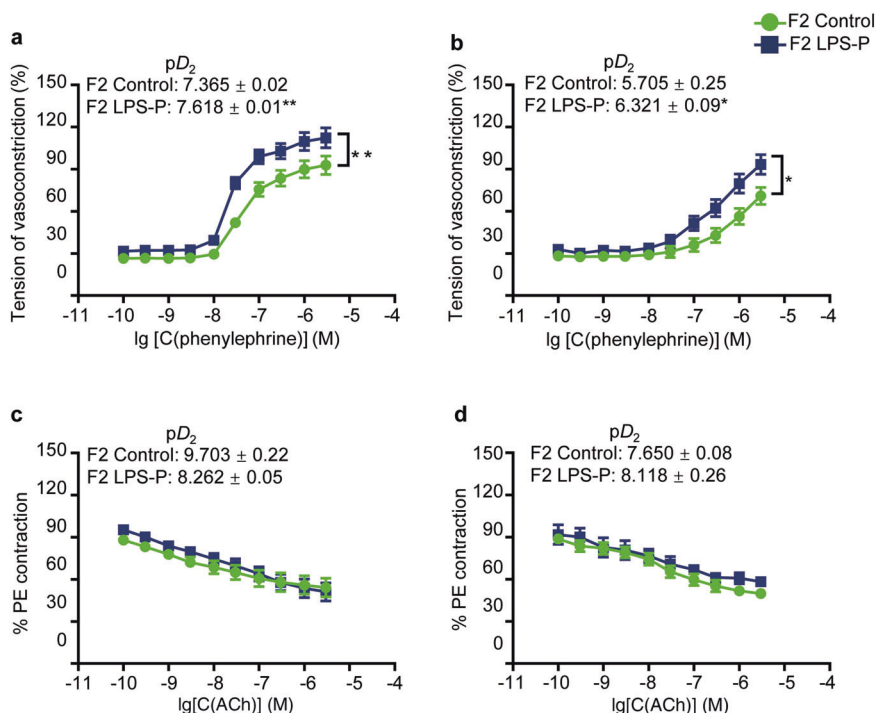 F2 Control
F2 LPS-P
a
pD2
F2 Control: 7.365 ± 0.02
F2 LPS-P: 7.618 ± 0.01**
Tension of vasoconstriction (%)
150
120
90
60
30
0
* *
-11 -10 -9 -8 -7 -6 -5 -4
lg [C(phenylephrine)] (M)
b
pD2
F2 Control: 5.705 ± 0.25
F2 LPS-P: 6.321 ± 0.09*
Tension of vasoconstriction (%)
150
120
90
60
30
0
*
-11 -10 -9 -8 -7 -6 -5 -4
lg [C(phenylephrine)] (M)
c
pD2
F2 Control: 9.703 ± 0.22
F2 LPS-P: 8.262 ± 0.05
% PE contraction
150
120
90
60
30
0
-11 -10 -9 -8 -7 -6 -5 -4
lg[C(ACh)] (M)
d
pD2
F2 Control: 7.650 ± 0.08
F2 LPS-P: 8.118 ± 0.26
% PE contraction
150
120
90
60
30
0
-11 -10 -9 -8 -7 -6 -5 -4
lg[C(ACh)] (M)